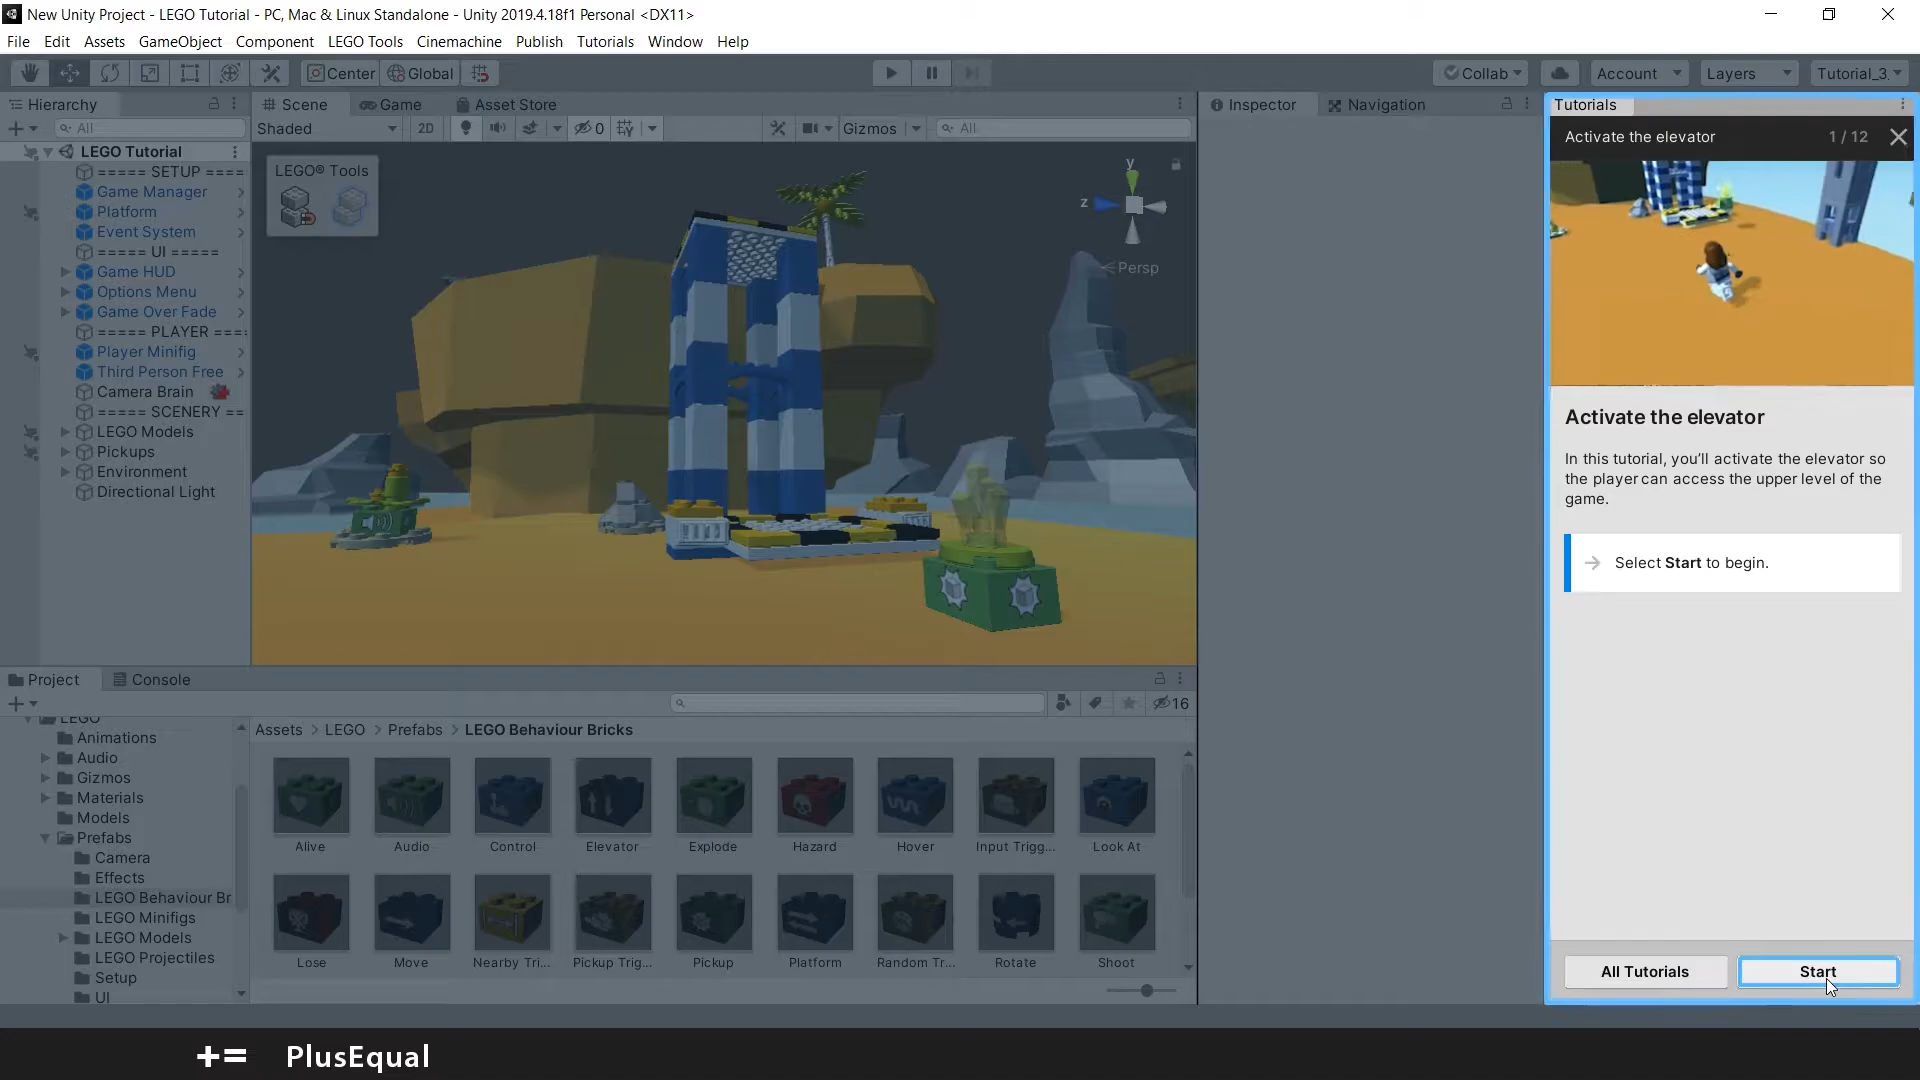 New Unity Project - LEGO Tutorial - PC, Mac & Linux Standalone - Unity 2019.4.18f1 Personal <DX11>
File Edit Assets GameObject Component LEGO Tools Cinemachine Publish Tutorials Window Help
Center Global Collab Account Layers Tutorial_3.
Hierarchy
All
LEGO Tutorial
===== SETUP ====
Game Manager
Platform
Event System
===== UI =====
Game HUD
Options Menu
Game Over Fade
===== PLAYER ====
Player Minifig
Third Person Free
Camera Brain
===== SCENERY ==
LEGO Models
Pickups
Environment
Directional Light
Scene Game Asset Store
Shaded 2D 0 Gizmos All
LEGO® Tools
y
z
Persp
Inspector Navigation
Tutorials
Activate the elevator 1 / 12
Activate the elevator
In this tutorial, you'll activate the elevator so
the player can access the upper level of the
game.
Select Start to begin.
All Tutorials Start
Project Console
16
LEGO
Animations
Audio
Gizmos
Materials
Models
Prefabs
Camera
Effects
LEGO Behaviour Br
LEGO Minifigs
LEGO Models
LEGO Projectiles
Setup
UI
Assets > LEGO > Prefabs > LEGO Behaviour Bricks
Alive Audio Control Elevator Explode Hazard Hover Input Trigg... Look At
Lose Move Nearby Tri... Pickup Trig... Pickup Platform Random Tr... Rotate Shoot
+= PlusEqual